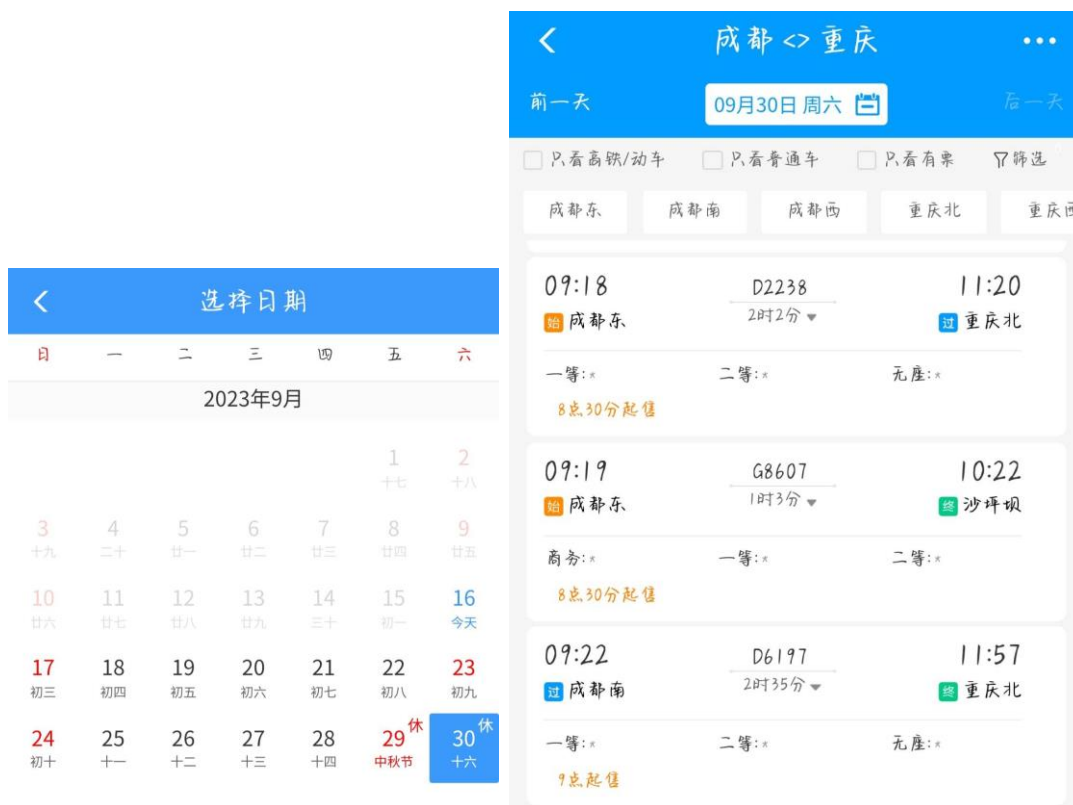 选择日期
日 一 二 三 四 五 六
2023年9月
1 2
十七 十八
3 4 5 6 7 8 9
十九 二十 廿一 廿二 廿三 廿四 廿五
10 11 12 13 14 15 16
廿六 廿七 廿八 廿九 三十 初一 今天
17 18 19 20 21 22 23
初三 初四 初五 初六 初七 初八 初九
休 休
24 25 26 27 28 29 30
初十 十一 十二 十三 十四 中秋节 十六
成都 <> 重庆
前一天 09月30日 周六 后一天
只看高铁/动车 只看普通车 只看有票 筛选
成都东 成都南 成都西 重庆北 重庆西
09:18 D2238 11:20
始 成都东 2时2分 过 重庆北
一等:* 二等:* 无座:*
8点30分起售
09:19 G8607 10:22
始 成都东 1时3分 终 沙坪坝
商务:* 一等:* 二等:*
8点30分起售
09:22 D6197 11:57
过 成都南 2时35分 终 重庆北
一等:* 二等:* 无座:*
9点起售